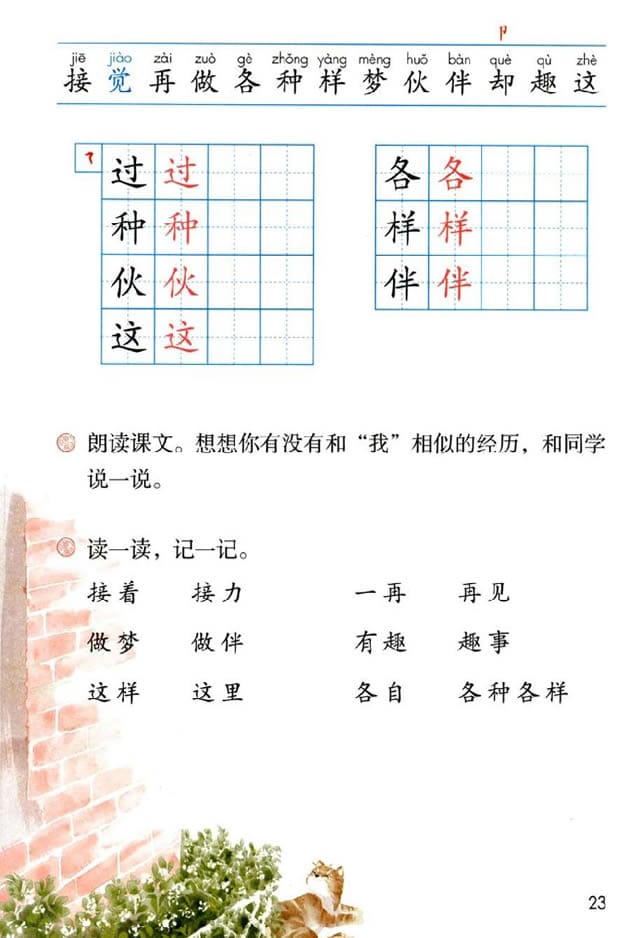 卩
jiē jiào zài zuò gè zhǒng yàng mèng huǒ bàn què qù zhè
接 觉 再 做 各 种 样 梦 伙 伴 却 趣 这
㇋ 过 过 各 各
种 种 样 样
伙 伙 伴 伴
这 这
朗读课文。想想你有没有和“我”相似的经历，和同学
说一说。
读一读，记一记。
接着 接力 一再 再见
做梦 做伴 有趣 趣事
这样 这里 各自 各种各样
23